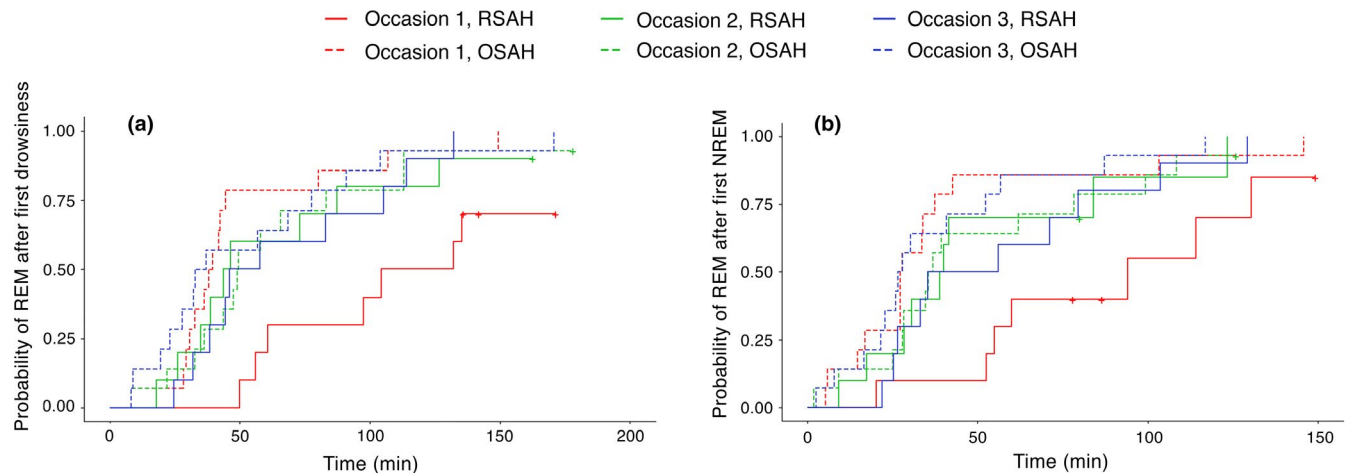 Occasion 1, RSAH
Occasion 2, RSAH
Occasion 3, RSAH
Occasion 1, OSAH
Occasion 2, OSAH
Occasion 3, OSAH
(a)
Probability of REM after first drowsiness
1.00
0.75
0.50
0.25
0.00
0 50 100 150 200
Time (min)
(b)
Probability of REM after first NREM
1.00
0.75
0.50
0.25
0.00
0 50 100 150
Time (min)